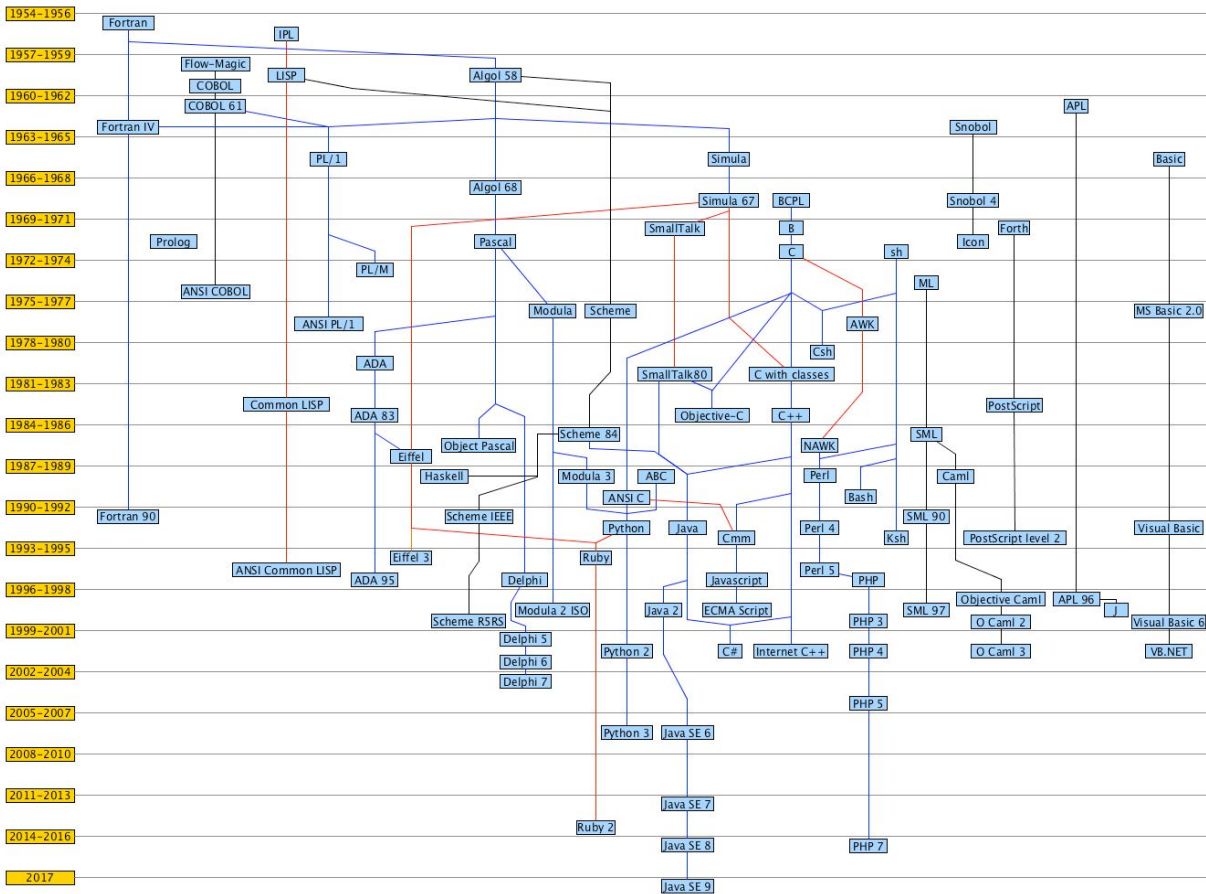 1954-1956
Fortran
IPL
1957-1959
Flow-Magic
LISP
Algol 58
COBOL
1960-1962
COBOL 61
APL
Fortran IV
Snobol
1963-1965
PL/1
Simula
Basic
1966-1968
Algol 68
Simula 67
BCPL
Snobol 4
1969-1971
SmallTalk
B
Forth
Prolog
Pascal
Icon
C
sh
1972-1974
PL/M
ML
ANSI COBOL
1975-1977
Modula
Scheme
MS Basic 2.0
ANSI PL/1
AWK
1978-1980
Csh
ADA
SmallTalk80
C with classes
1981-1983
Common LISP
PostScript
ADA 83
Objective-C
C++
1984-1986
Scheme 84
SML
Object Pascal
NAWK
Eiffel
1987-1989
Haskell
Modula 3
ABC
Perl
Caml
ANSI C
Bash
1990-1992
Fortran 90
Scheme IEEE
SML 90
Python
Java
Perl 4
Visual Basic
Cmm
Ksh
PostScript level 2
1993-1995
Eiffel 3
Ruby
ANSI Common LISP
Perl 5
ADA 95
Delphi
Javascript
PHP
1996-1998
Objective Caml
APL 96
Modula 2 ISO
Java 2
ECMA Script
SML 97
J
Scheme R5RS
PHP 3
O Caml 2
Visual Basic 6
1999-2001
Delphi 5
Python 2
C#
Internet C++
PHP 4
O Caml 3
VB.NET
Delphi 6
2002-2004
Delphi 7
PHP 5
2005-2007
Python 3
Java SE 6
2008-2010
2011-2013
Java SE 7
Ruby 2
2014-2016
Java SE 8
PHP 7
2017
Java SE 9